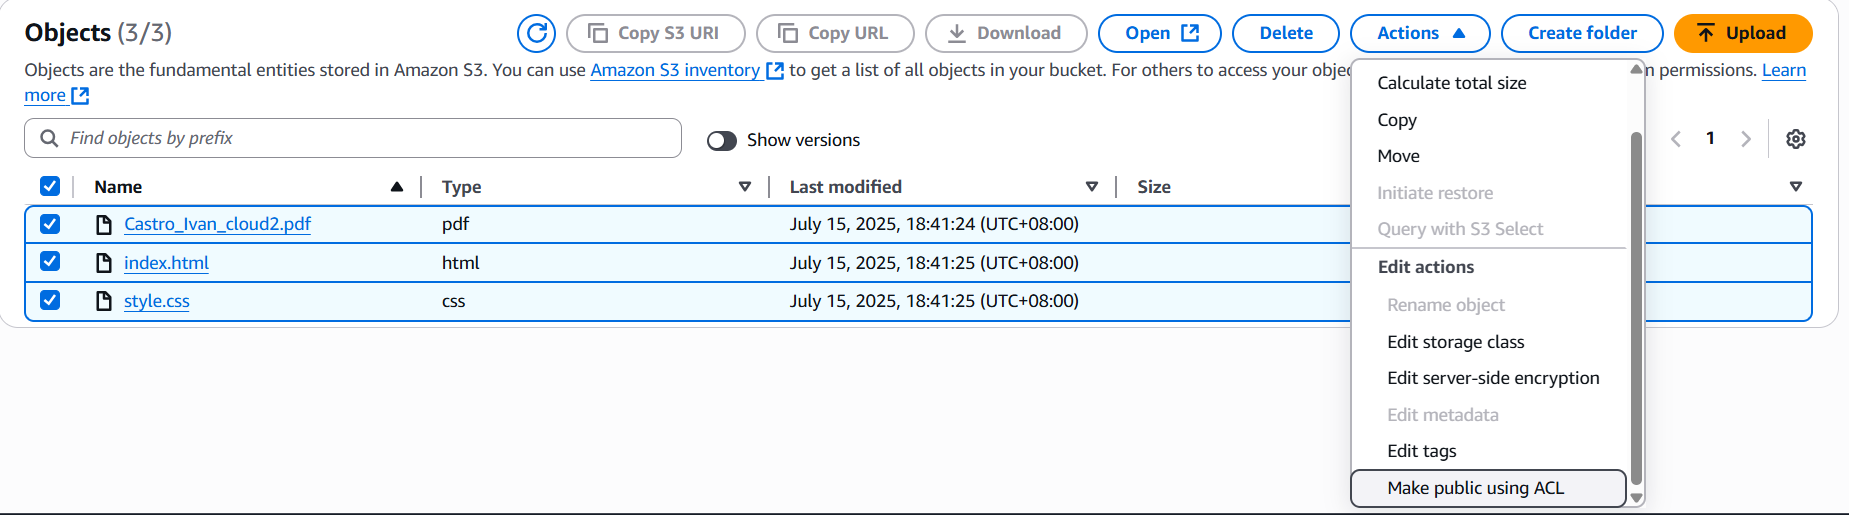 Objects (3/3)
Copy S3 URI
Copy URL
Download
Open
Delete
Actions
Create folder
Upload
Objects are the fundamental entities stored in Amazon S3. You can use Amazon S3 inventory to get a list of all objects in your bucket. For others to access your permissions. Learn
more
Find objects by prefix
Show versions
1
Name
Type
Last modified
Size
Castro_Ivan_cloud2.pdf
pdf
July 15, 2025, 18:41:24 (UTC+08:00)
index.html
html
July 15, 2025, 18:41:25 (UTC+08:00)
style.css
css
July 15, 2025, 18:41:25 (UTC+08:00)
Calculate total size
Copy
Move
Initiate restore
Query with S3 Select
Edit actions
Rename object
Edit storage class
Edit server-side encryption
Edit metadata
Edit tags
Make public using ACL